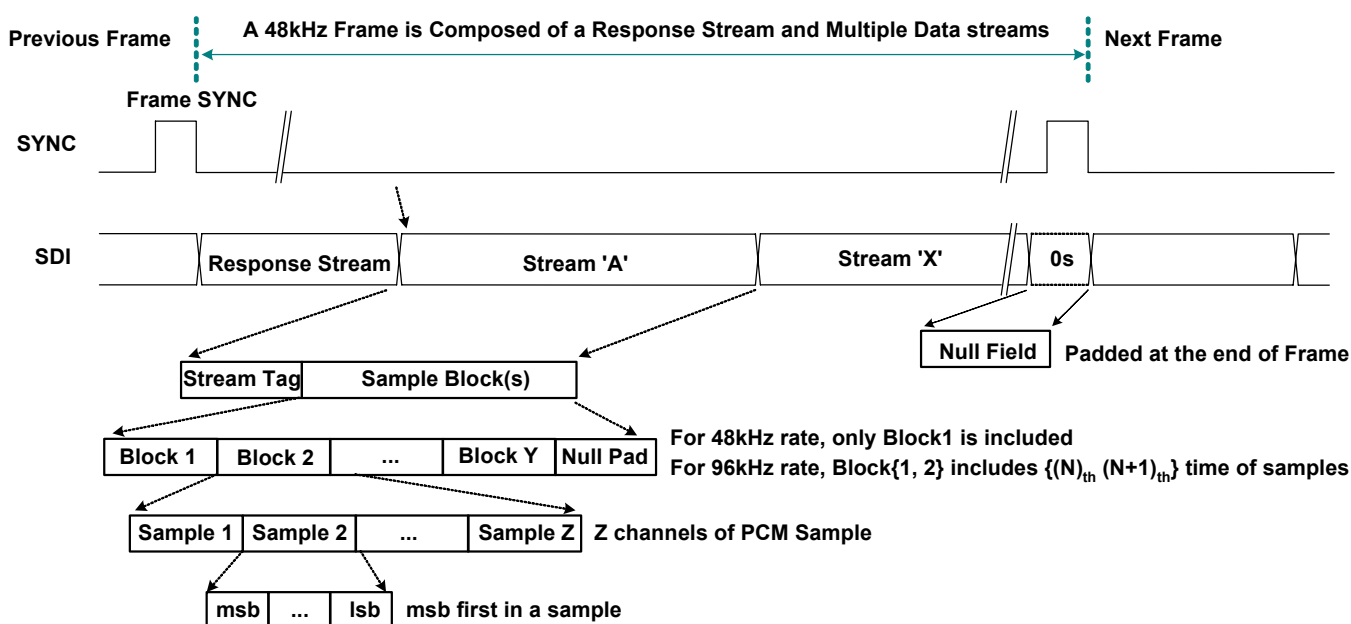 Previous Frame
A 48kHz Frame is Composed of a Response Stream and Multiple Data streams
Next Frame
Frame SYNC
SYNC
SDI
Response Stream
Stream 'A'
Stream 'X'
0s
Null Field
Padded at the end of Frame
Stream Tag
Sample Block(s)
Block 1
Block 2
...
Block Y
Null Pad
For 48kHz rate, only Block1 is included
For 96kHz rate, Block{1, 2} includes {(N)th (N+1)th} time of samples
Sample 1
Sample 2
...
Sample Z
Z channels of PCM Sample
msb
...
lsb
msb first in a sample